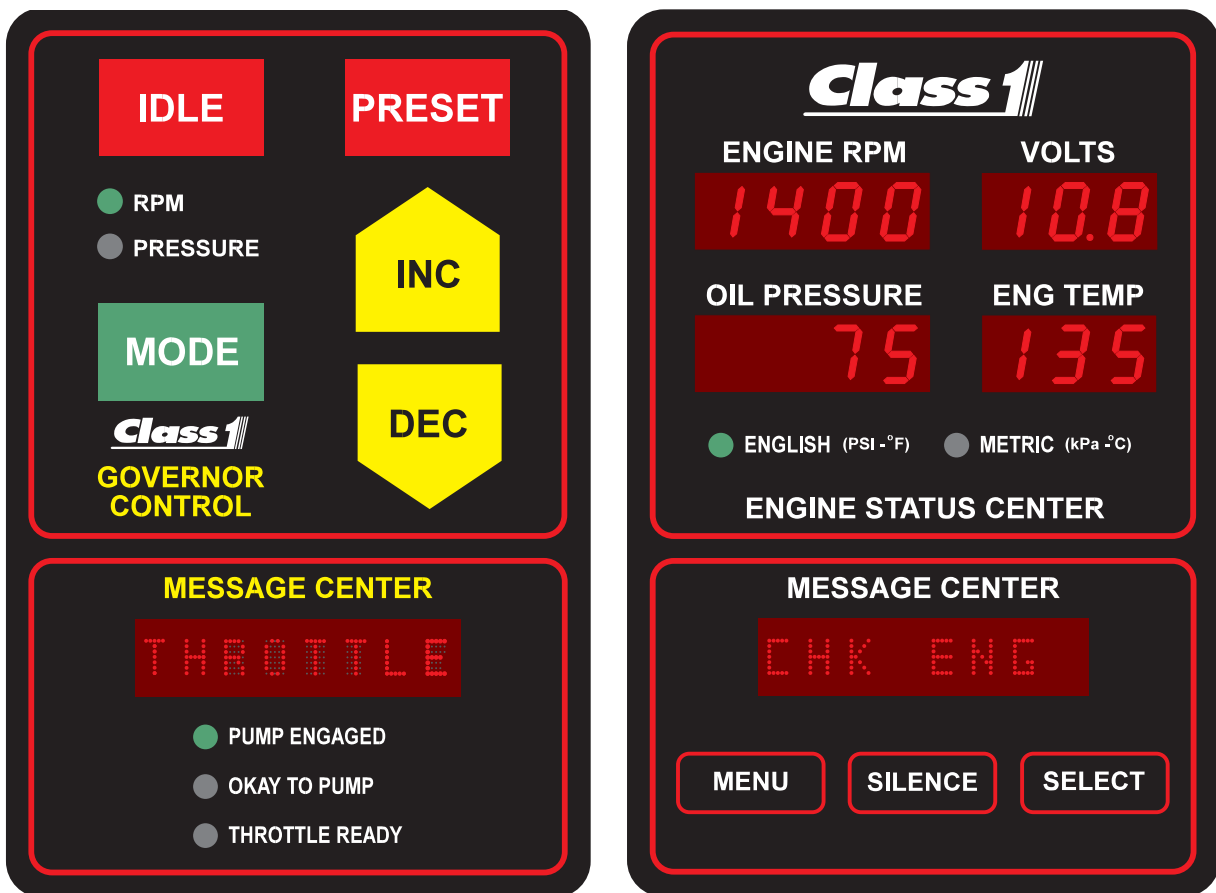 IDLE
PRESET
RPM
PRESSURE
INC
MODE
DEC
Class 1
GOVERNOR
CONTROL
MESSAGE CENTER
THROTTLE
PUMP ENGAGED
OKAY TO PUMP
THROTTLE READY
Class 1
ENGINE RPM VOLTS
1400 10.8
OIL PRESSURE ENG TEMP
75 135
ENGLISH (PSI -°F) METRIC (kPa -°C)
ENGINE STATUS CENTER
MESSAGE CENTER
CHK ENG
MENU SILENCE SELECT